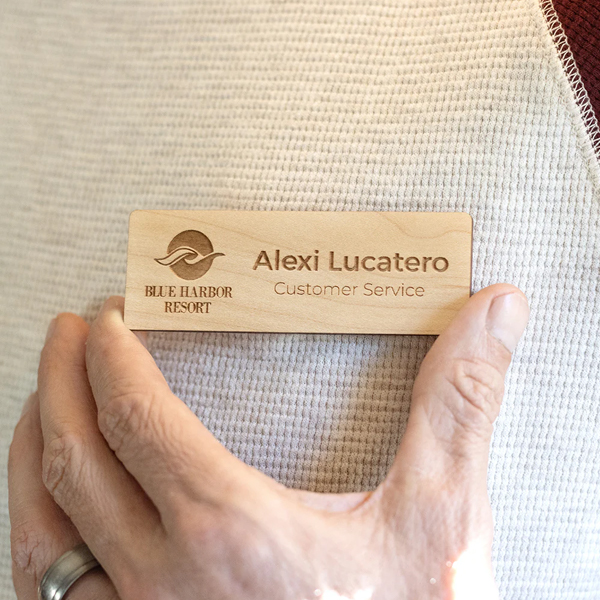 BLUE HARBOR
RESORT
Alexi Lucatero
Customer Service